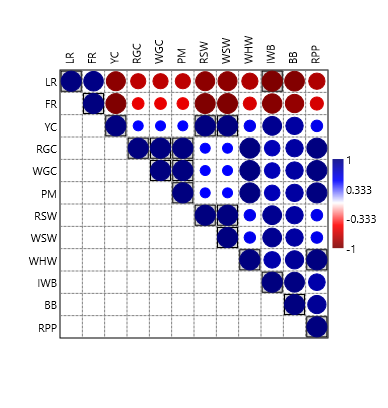 LR FR YC RGC WGC PM RSW WSW WHW IWB BB RPP
LR
FR
YC
RGC
WGC
PM
RSW
WSW
WHW
IWB
BB
RPP
1
0.333
-0.333
-1